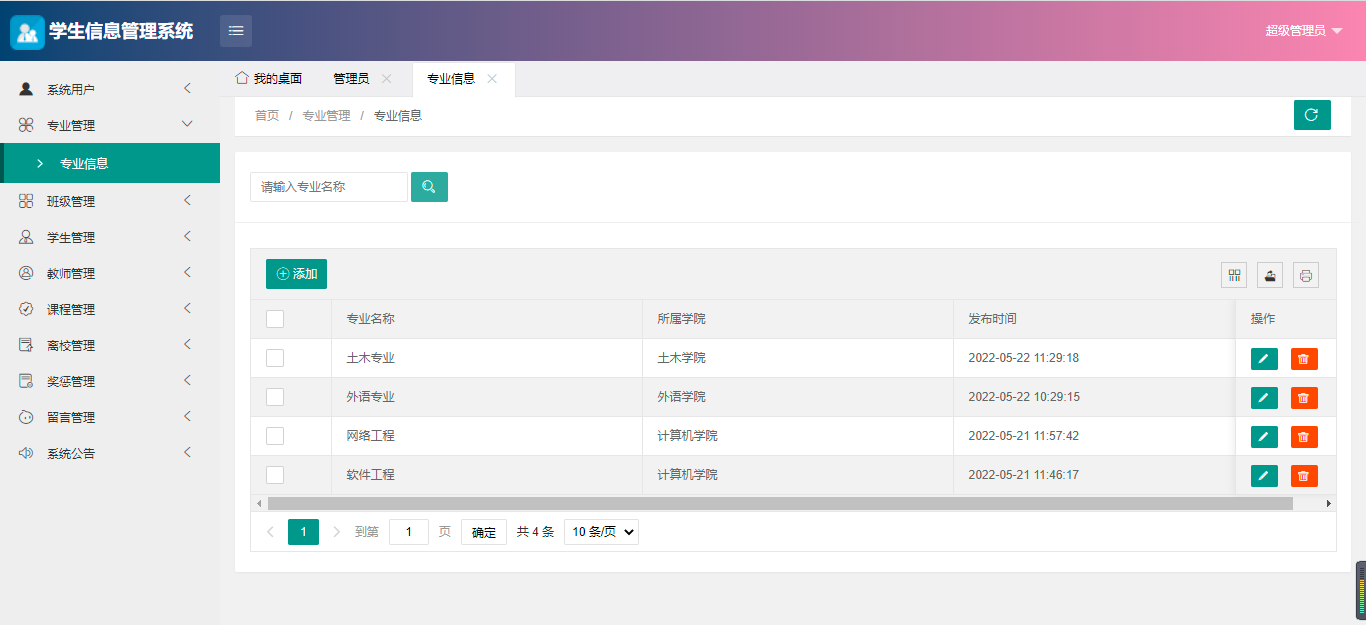 学生信息管理系统
超级管理员
系统用户
专业管理
专业信息
班级管理
学生管理
教师管理
课程管理
离校管理
奖惩管理
留言管理
系统公告
我的桌面 管理员 专业信息
首页 / 专业管理 / 专业信息
请输入专业名称
添加
专业名称 所属学院 发布时间 操作
土木专业 土木学院 2022-05-22 11:29:18
外语专业 外语学院 2022-05-22 10:29:15
网络工程 计算机学院 2022-05-21 11:57:42
软件工程 计算机学院 2022-05-21 11:46:17
1 到第 1 页 确定 共 4 条 10 条/页